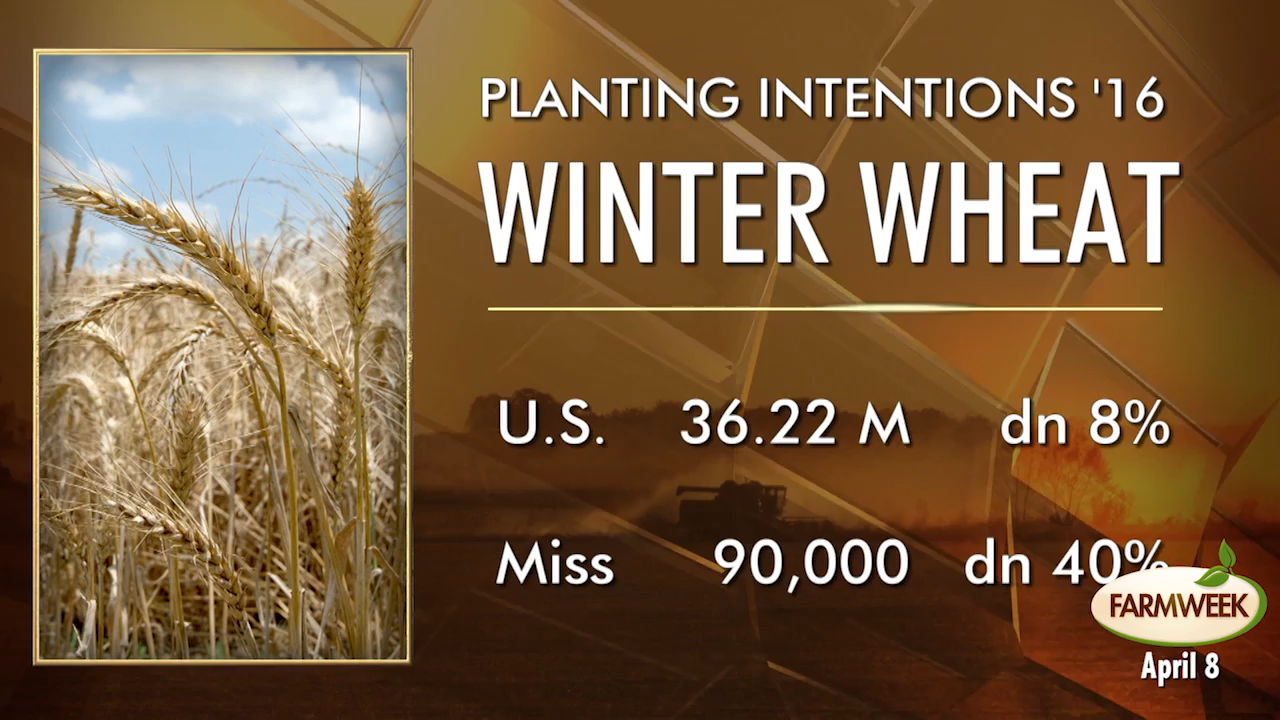 PLANTING INTENTIONS '16
WINTER WHEAT
U.S. 36.22 M dn 8%
Miss 90,000 dn 40%
FARMWEEK
April 8